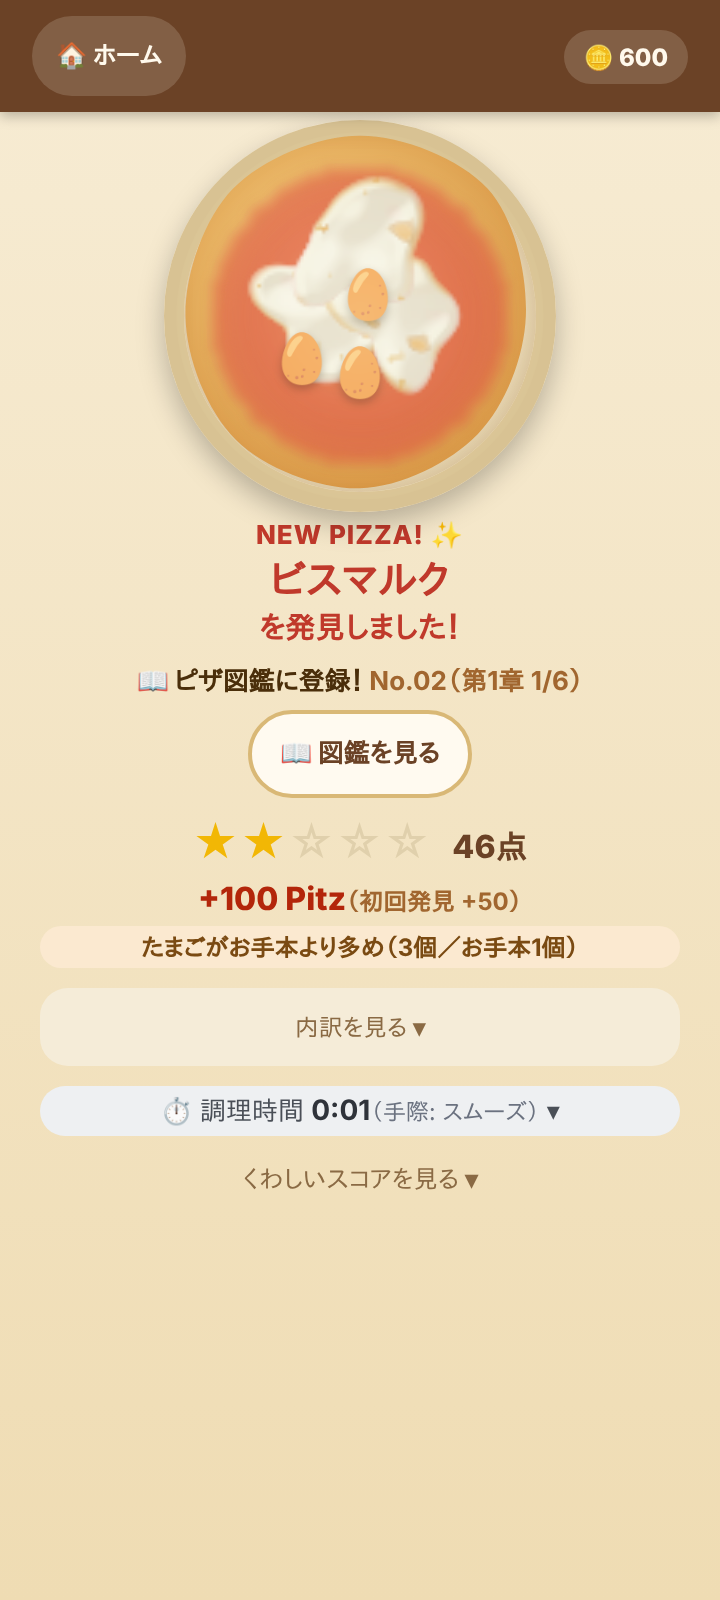 🏠 ホーム
🪙 600
NEW PIZZA! ✨
ビスマルク
を発見しました！
📖 ピザ図鑑に登録！ No.02（第1章 1/6）
📖 図鑑を見る
★★☆☆☆ 46点
+100 Pitz（初回発見 +50）
たまごがお手本より多め（3個／お手本1個）
内訳を見る ▼
⏱️ 調理時間 0:01（手際: スムーズ） ▼
くわしいスコアを見る ▼